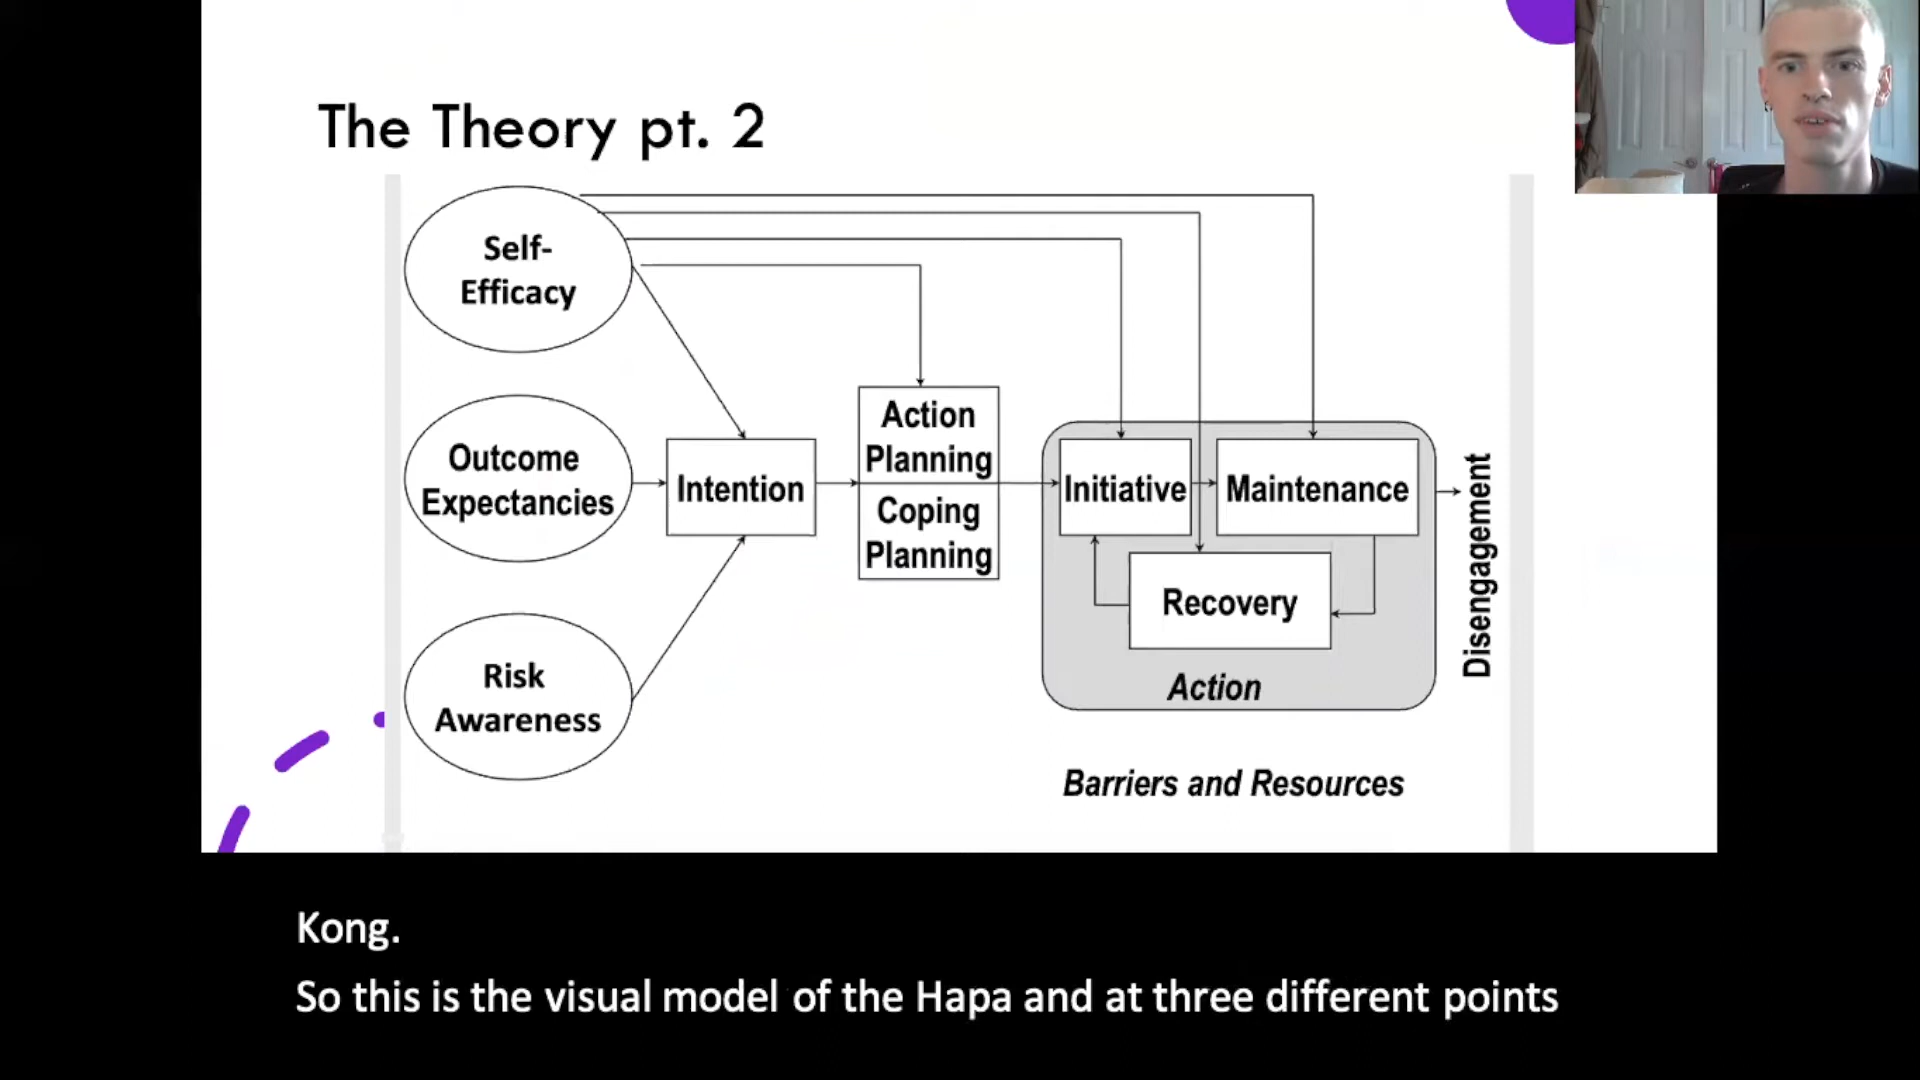 The Theory pt. 2
Self-
Efficacy
Outcome
Expectancies
Risk
Awareness
Intention
Action
Planning
Coping
Planning
Initiative
Maintenance
Recovery
Action
Disengagement
Barriers and Resources
Kong.
So this is the visual model of the Hapa and at three different points